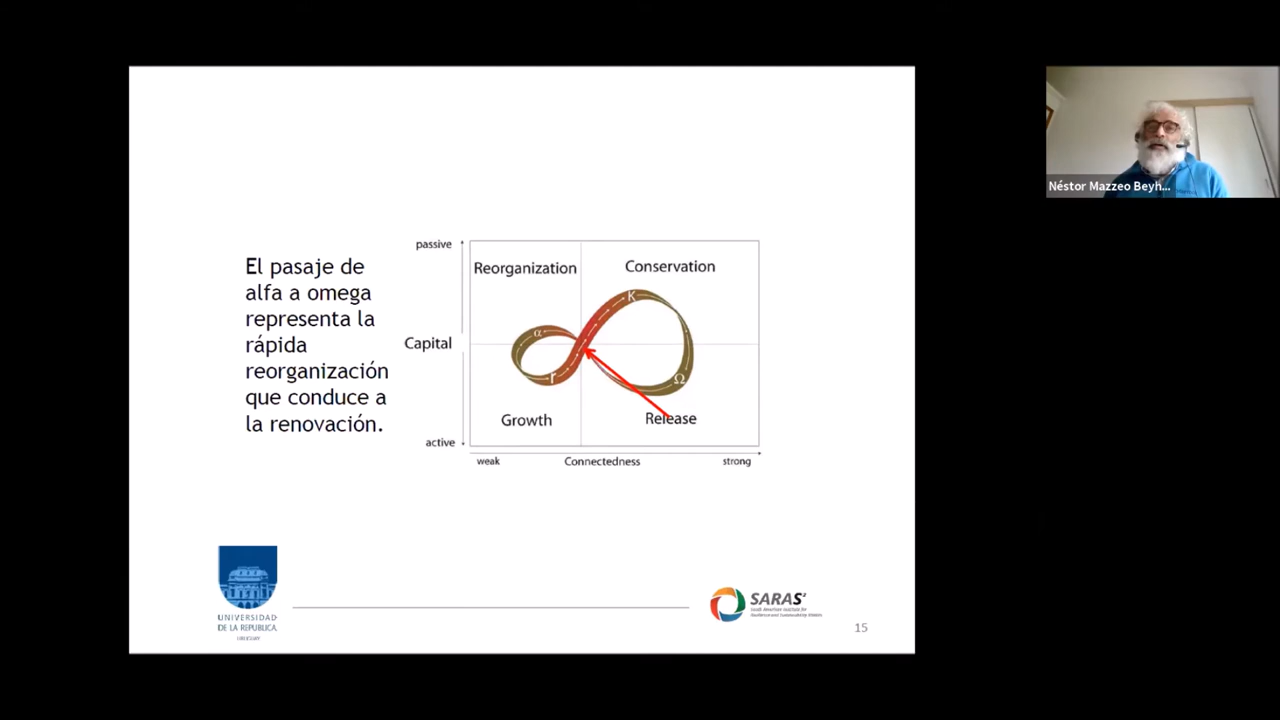 El pasaje de
alfa a omega
representa la
rápida
reorganización
que conduce a
la renovación.
passive
Capital
active
Reorganization
Conservation
α
K
r
Ω
Growth
Release
weak
Connectedness
strong
UNIVERSIDAD
DE LA REPUBLICA
URUGUAY
SARAS²
South American Institute for
Resilience and Sustainability Studies
15
Néstor Mazzeo Beyh...